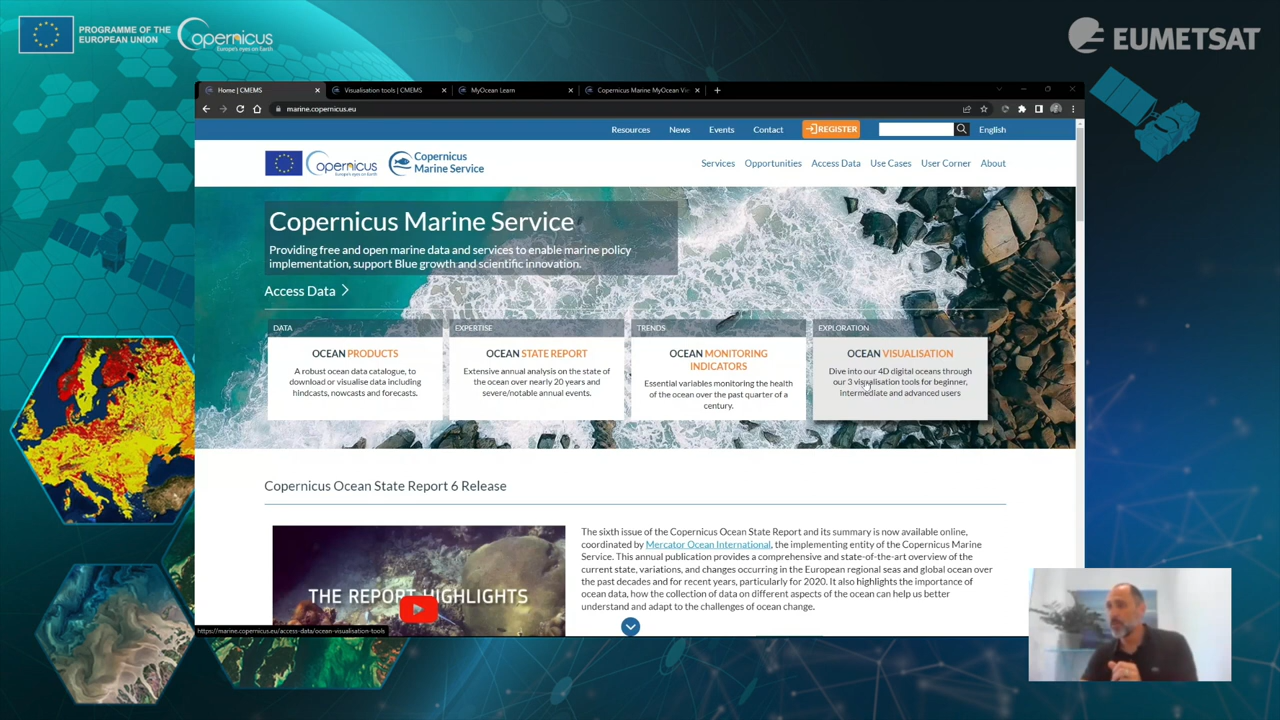 PROGRAMME OF THE
EUROPEAN UNION
Copernicus
Europe's eyes on Earth
EUMETSAT
Home | CMEMS
Visualisation tools | CMEMS
MyOcean Learn
Copernicus Marine MyOcean Vie
marine.copernicus.eu
Resources
News
Events
Contact
REGISTER
English
Copernicus
Europe's eyes on Earth
Copernicus
Marine Service
Services
Opportunities
Access Data
Use Cases
User Corner
About
Copernicus Marine Service
Providing free and open marine data and services to enable marine policy
implementation, support Blue growth and scientific innovation.
Access Data
DATA
OCEAN PRODUCTS
A robust ocean data catalogue, to
download or visualise data including
hindcasts, nowcasts and forecasts.
EXPERTISE
OCEAN STATE REPORT
Extensive annual analysis on the state of
the ocean over nearly 20 years and
severe/notable annual events.
TRENDS
OCEAN MONITORING
INDICATORS
Essential variables monitoring the health
of the ocean over the past quarter of a
century.
EXPLORATION
OCEAN VISUALISATION
Dive into our 4D digital oceans through
our 3 visualisation tools for beginner,
intermediate and advanced users
Copernicus Ocean State Report 6 Release
THE REPORT HIGHLIGHTS
The sixth issue of the Copernicus Ocean State Report and its summary is now available online,
coordinated by Mercator Ocean International, the implementing entity of the Copernicus Marine
Service. This annual publication provides a comprehensive and state-of-the-art overview of the
current state, variations, and changes occurring in the European regional seas and global ocean over
the past decades and for recent years, particularly for 2020. It also highlights the importance of
ocean data, how the collection of data on different aspects of the ocean can help us better
understand and adapt to the challenges of ocean change.
https://marine.copernicus.eu/access-data/ocean-visualisation-tools